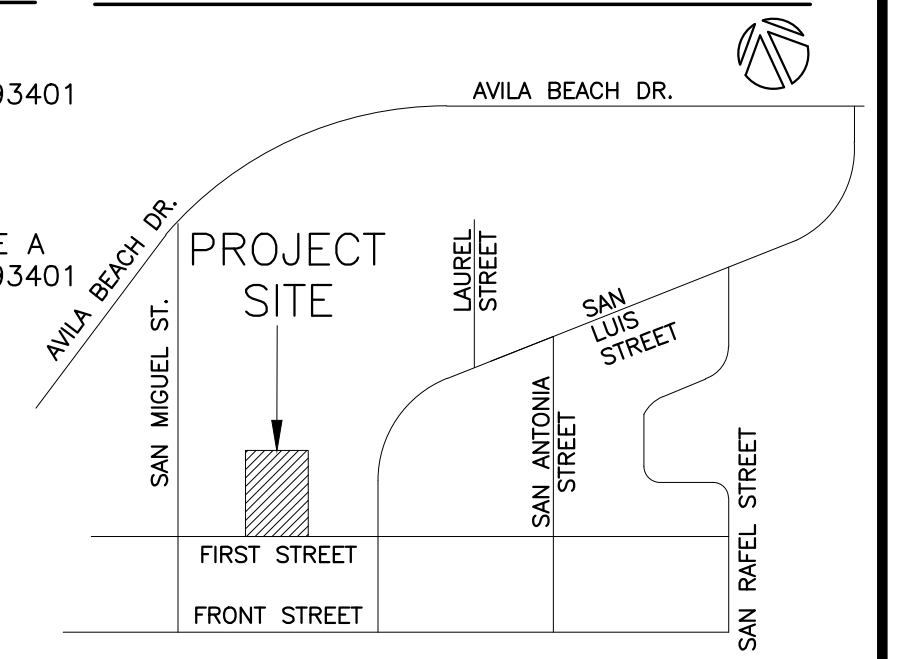 93401
E A
93401
AVILA BEACH DR.
AVILA BEACH DR.
PROJECT
SITE
SAN MIGUEL ST.
LAUREL
STREET
SAN
LUIS
STREET
SAN ANTONIA
STREET
SAN RAFEL STREET
FIRST STREET
FRONT STREET